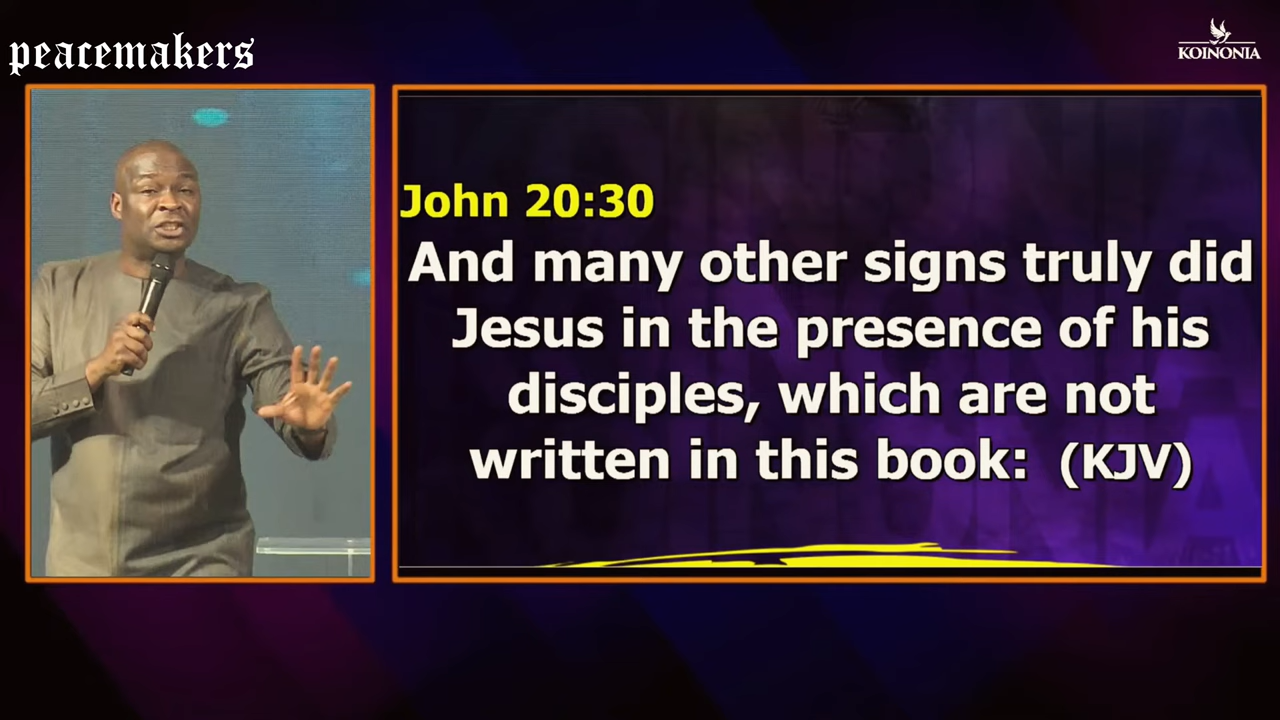 peacemakers
KOINONIA
John 20:30
And many other signs truly did
Jesus in the presence of his
disciples, which are not
written in this book:  (KJV)